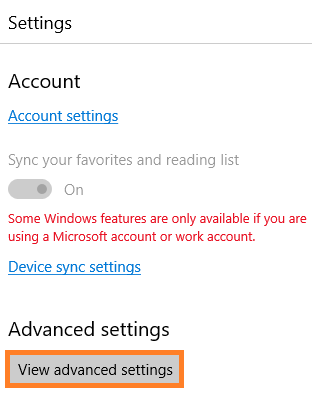 Settings
Account
Account settings
Sync your favorites and reading list
On
Some Windows features are only available if you are
using a Microsoft account or work account.
Device sync settings
Advanced settings
View advanced settings